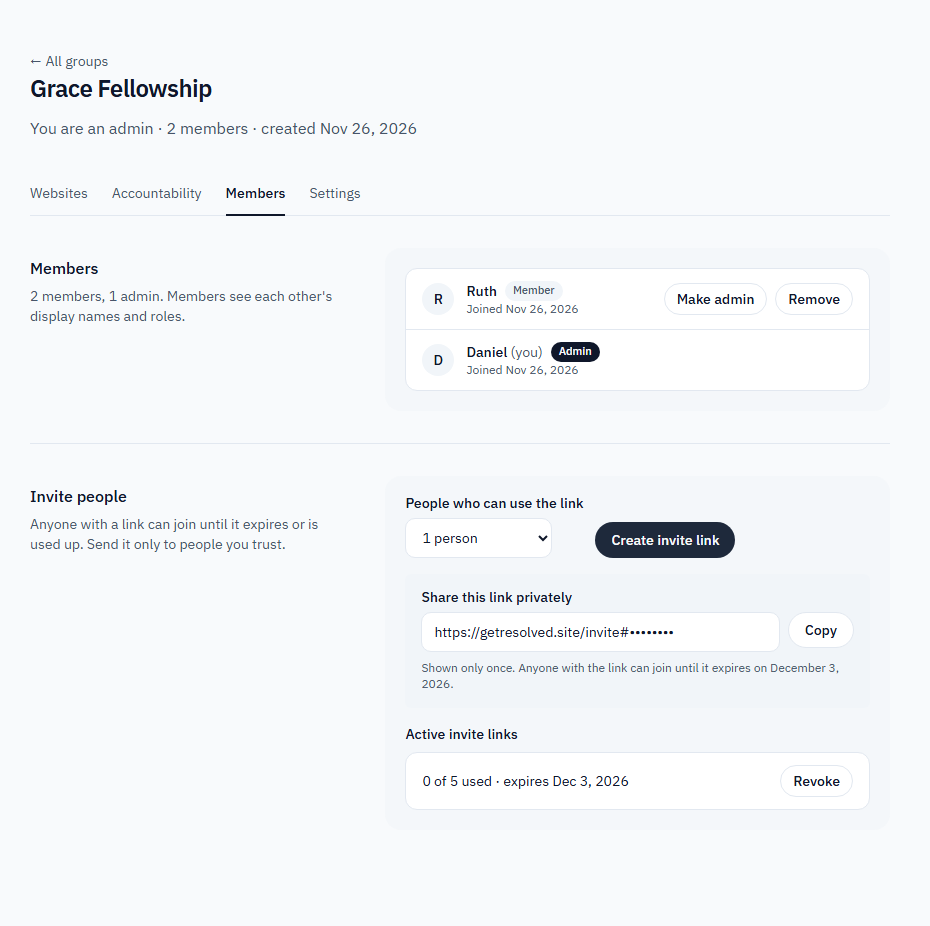 ← All groups
Grace Fellowship
You are an admin · 2 members · created Nov 26, 2026
Websites Accountability Members Settings
Members
2 members, 1 admin. Members see each other's
display names and roles.
R
Ruth Member
Joined Nov 26, 2026
Make admin
Remove
D
Daniel (you) Admin
Joined Nov 26, 2026
Invite people
Anyone with a link can join until it expires or is
used up. Send it only to people you trust.
People who can use the link
1 person
Create invite link
Share this link privately
https://getresolved.site/invite#••••••••
Copy
Shown only once. Anyone with the link can join until it expires on December 3,
2026.
Active invite links
0 of 5 used · expires Dec 3, 2026
Revoke